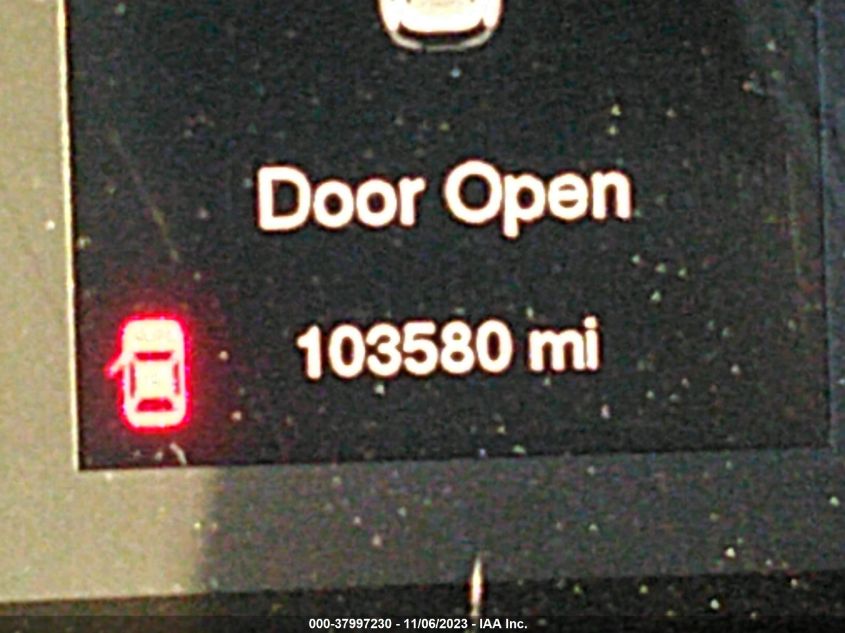 Door Open
103580 mi
000-37997230 - 11/06/2023 - IAA Inc.